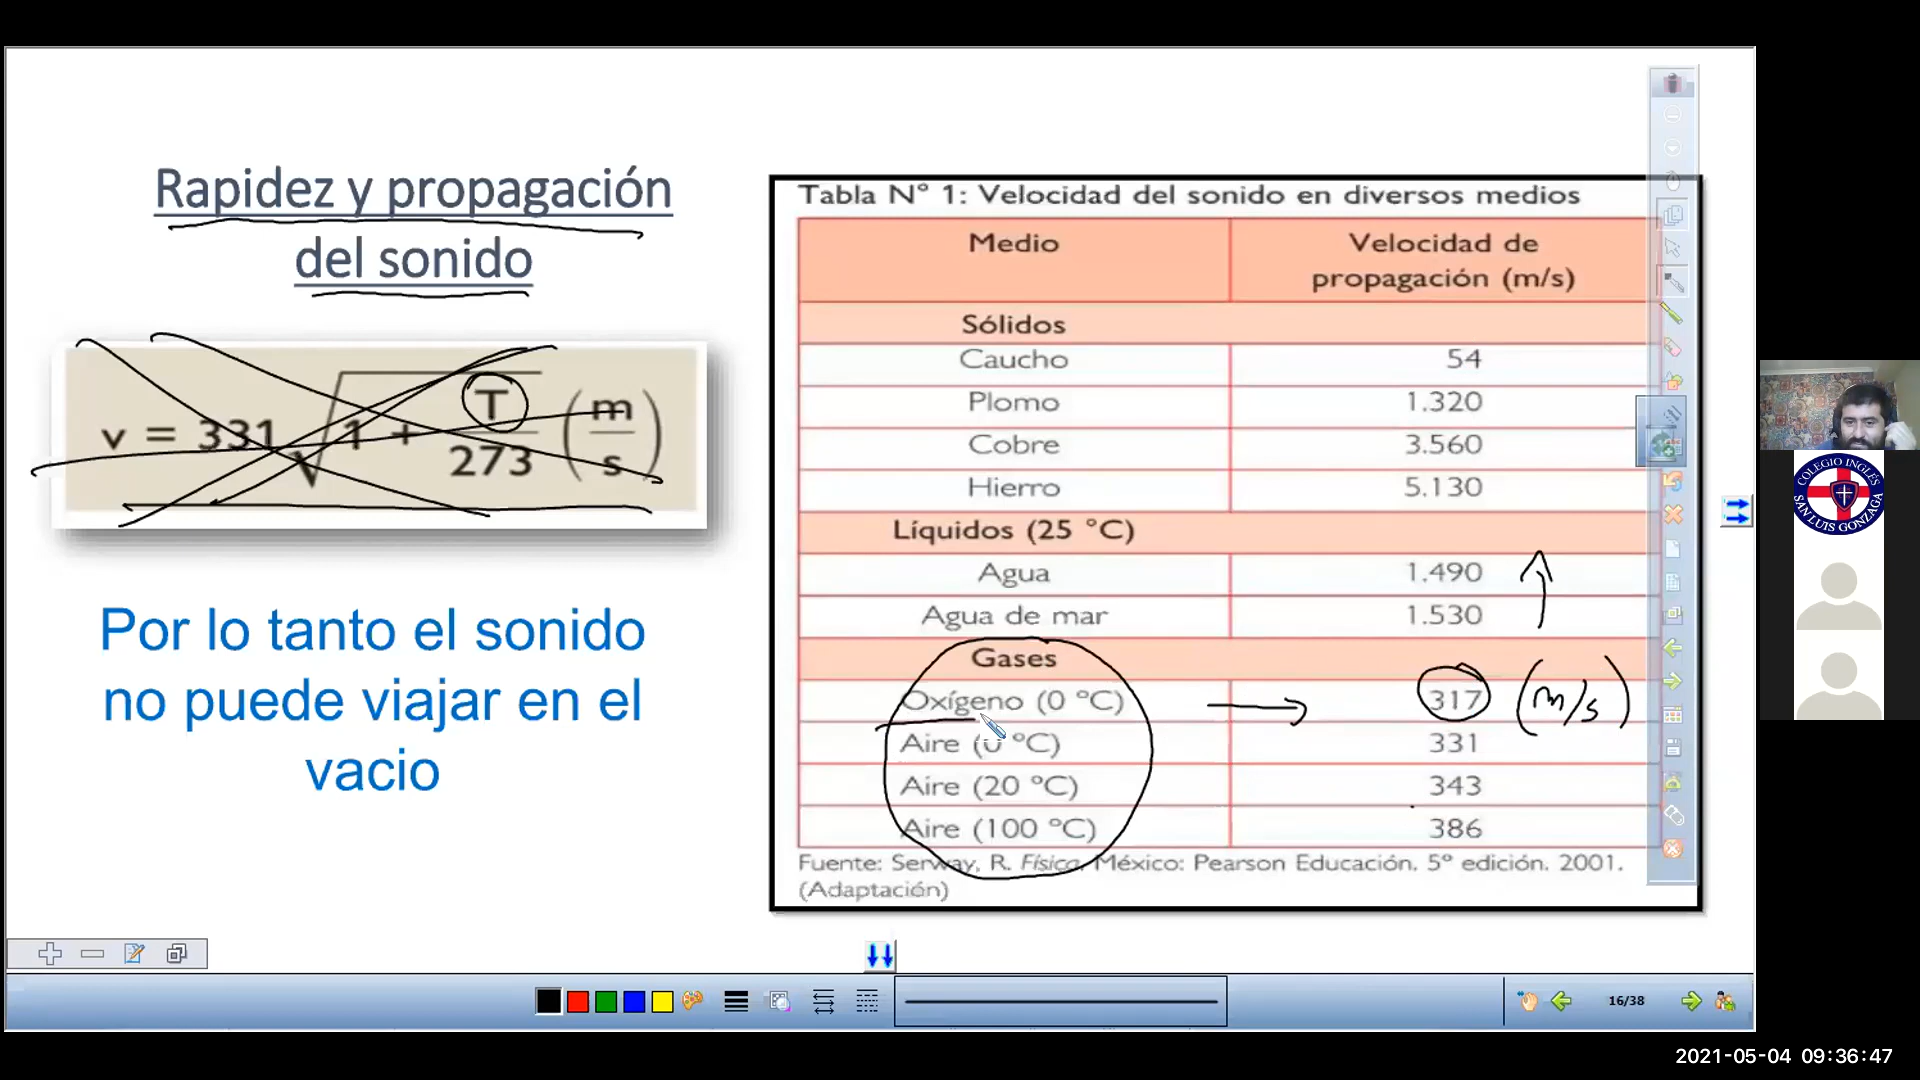 Rapidez y propagación
del sonido
v = 331 √1 + T/273 (m/s)
Por lo tanto el sonido
no puede viajar en el
vacio
Tabla N° 1: Velocidad del sonido en diversos medios
Medio Velocidad de
propagación (m/s)
Sólidos
Caucho 54
Plomo 1.320
Cobre 3.560
Hierro 5.130
Líquidos (25 °C)
Agua 1.490
Agua de mar 1.530
Gases
Oxígeno (0 °C) 317 (m/s)
Aire (0 °C) 331
Aire (20 °C) 343
Aire (100 °C) 386
Fuente: Serway, R. Física. México: Pearson Educación. 5° edición. 2001.
(Adaptación)
COLEGIO INGLÉS
SAN LUIS GONZAGA
16/38
2021-05-04 09:36:47